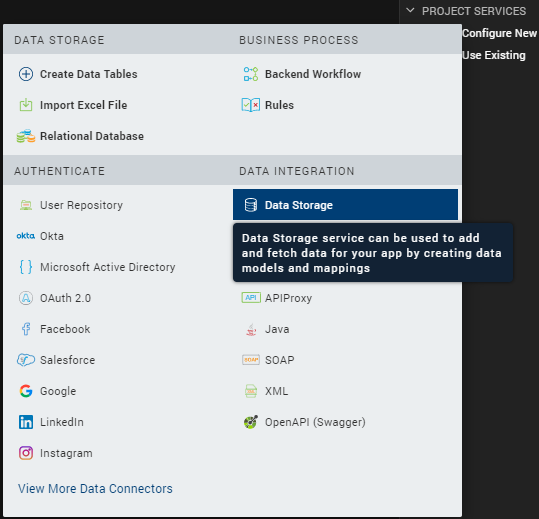 PROJECT SERVICES
Configure New
Use Existing
DATA STORAGE
Create Data Tables
Import Excel File
Relational Database
BUSINESS PROCESS
Backend Workflow
Rules
AUTHENTICATE
User Repository
okta Okta
Microsoft Active Directory
OAuth 2.0
Facebook
Salesforce
Google
LinkedIn
Instagram
View More Data Connectors
DATA INTEGRATION
Data Storage
Data Storage service can be used to add
and fetch data for your app by creating data
models and mappings
API APIProxy
Java
SOAP SOAP
XML
OpenAPI (Swagger)